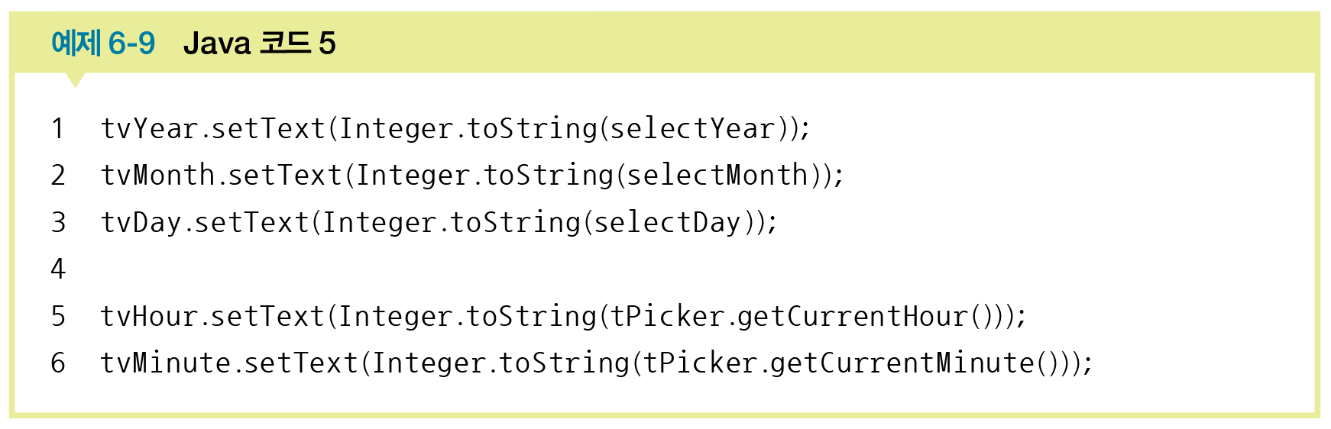 예제 6-9 Java 코드 5
1 tvYear.setText(Integer.toString(selectYear));
2 tvMonth.setText(Integer.toString(selectMonth));
3 tvDay.setText(Integer.toString(selectDay));
4
5 tvHour.setText(Integer.toString(tPicker.getCurrentHour()));
6 tvMinute.setText(Integer.toString(tPicker.getCurrentMinute()));